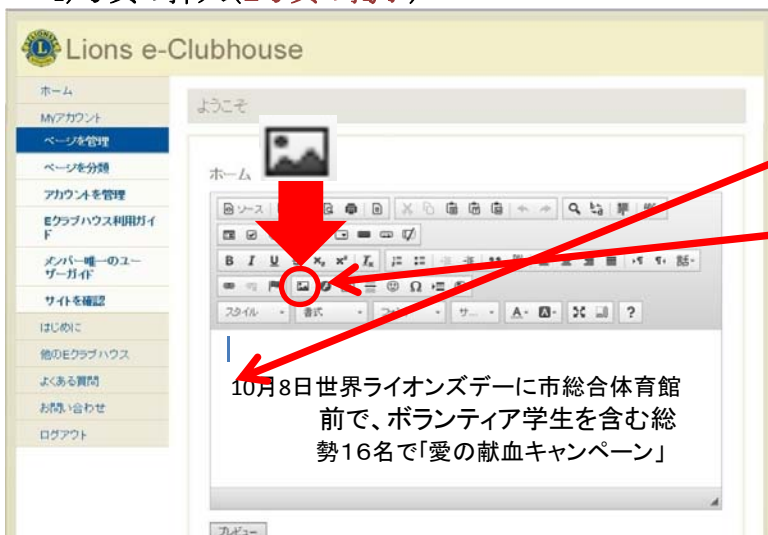 Lions e-Clubhouse
ホーム
Myアカウント
ページを管理
ページを分類
アカウントを管理
Eクラブハウス利用ガイ
ド
メンバー唯一のユー
ザーガイド
サイトを確認
はじめに
他のEクラブハウス
よくある質問
お問い合わせ
ログアウト
ようこそ
ホーム
ソース
B I U
スタイル
書式
サ...
?
10月8日世界ライオンズデーに市総合体育館
前で、ボランティア学生を含む総
勢16名で「愛の献血キャンペーン」
プレビュー